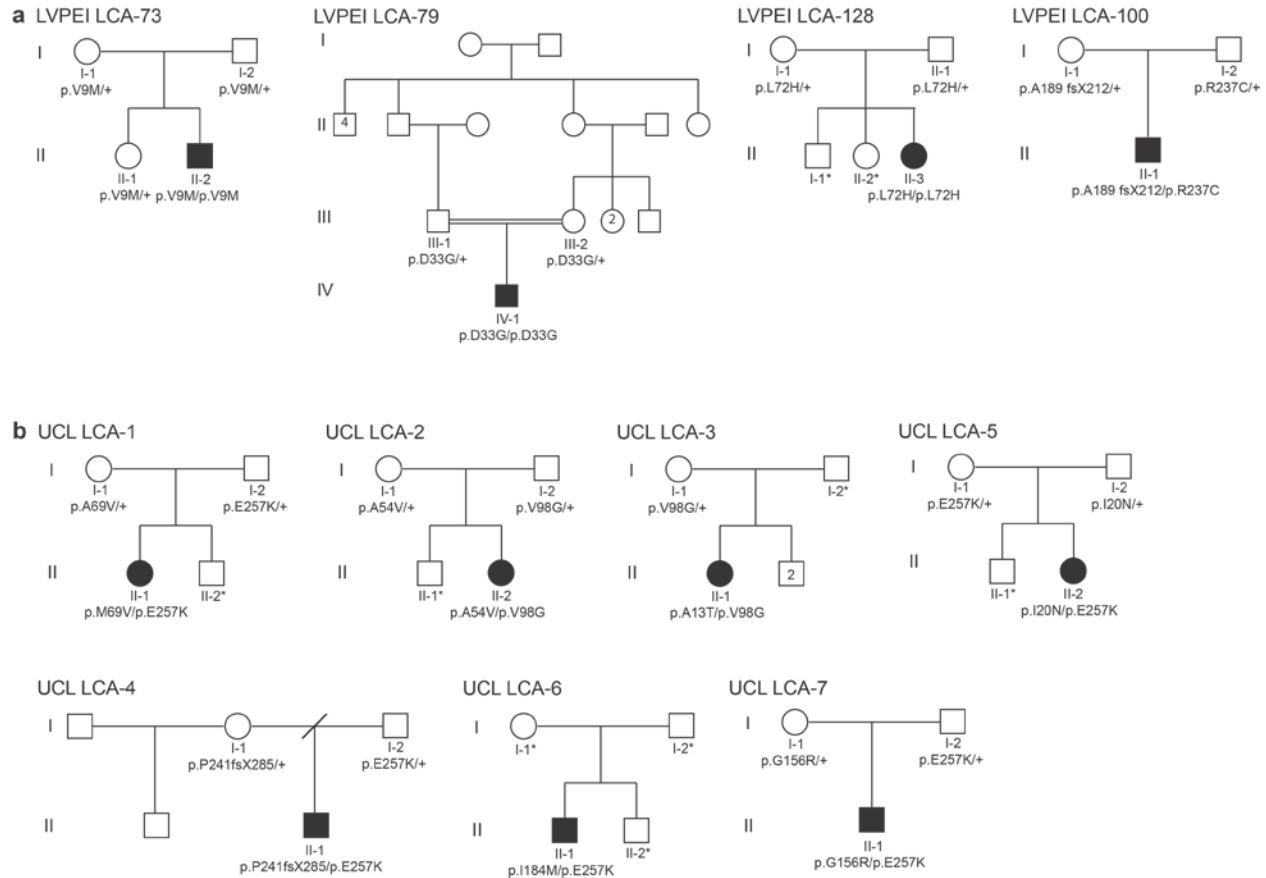 a LVPEI LCA-73
LVPEI LCA-79
LVPEI LCA-128
LVPEI LCA-100
I
I-1
p.V9M/+
I-2
p.V9M/+
II
II-1
p.V9M/+
II-2
p.V9M/p.V9M
I
II
4
III
2
III-1
p.D33G/+
III-2
p.D33G/+
IV
IV-1
p.D33G/p.D33G
I
I-1
p.L72H/+
II-1
p.L72H/+
II
I-1*
II-2*
II-3
p.L72H/p.L72H
I
I-1
p.A189 fsX212/+
I-2
p.R237C/+
II
II-1
p.A189 fsX212/p.R237C
b UCL LCA-1
UCL LCA-2
UCL LCA-3
UCL LCA-5
I
I-1
p.A69V/+
I-2
p.E257K/+
II
II-1
p.M69V/p.E257K
II-2*
I
I-1
p.A54V/+
I-2
p.V98G/+
II
II-1*
II-2
p.A54V/p.V98G
I
I-1
p.V98G/+
I-2*
II
II-1
p.A13T/p.V98G
2
I
I-1
p.E257K/+
I-2
p.I20N/+
II
II-1*
II-2
p.I20N/p.E257K
UCL LCA-4
UCL LCA-6
UCL LCA-7
I
I-1
p.P241fsX285/+
I-2
p.E257K/+
II
II-1
p.P241fsX285/p.E257K
I
I-1*
I-2*
II
II-1
p.I184M/p.E257K
II-2*
I
I-1
p.G156R/+
I-2
p.E257K/+
II
II-1
p.G156R/p.E257K